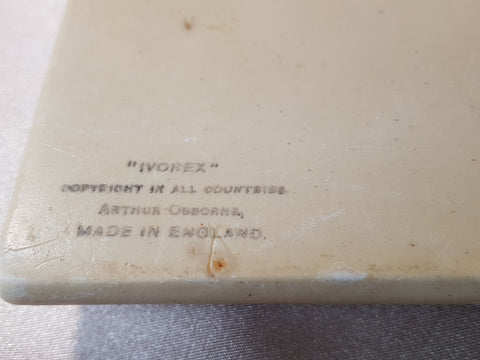 "IVOREX"
COPYRIGHT IN ALL COUNTRIES.
ARTHUR OSBORNE,
MADE IN ENGLAND.